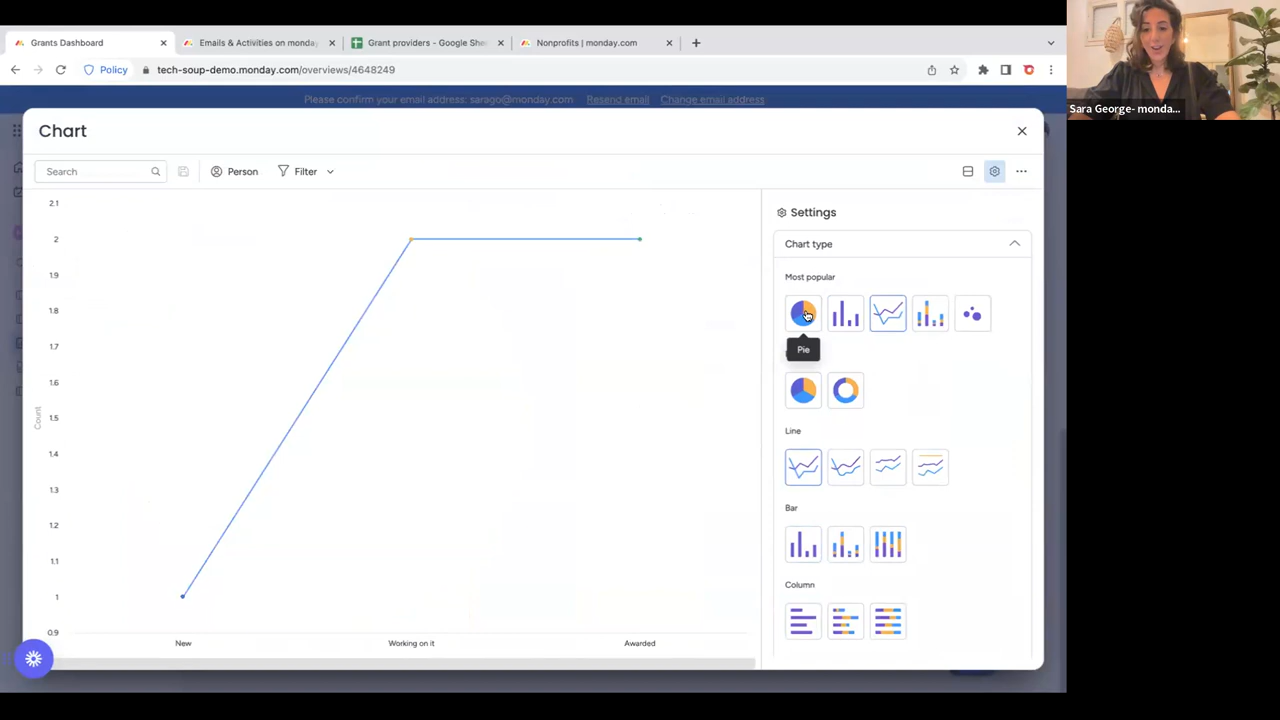 Grants Dashboard
Emails & Activities on monda
Grant providers - Google She
Nonprofits | monday.com
Policy
tech-soup-demo.monday.com/overviews/4648249
Please confirm your email address: sarago@monday.com Resend email Change email address
Sara George- monda...
Chart
Search
Person
Filter
2.1
2
1.9
1.8
1.7
1.6
1.5
1.4
1.3
1.2
1.1
1
0.9
Count
New
Working on it
Awarded
Settings
Chart type
Most popular
Pie
Line
Bar
Column